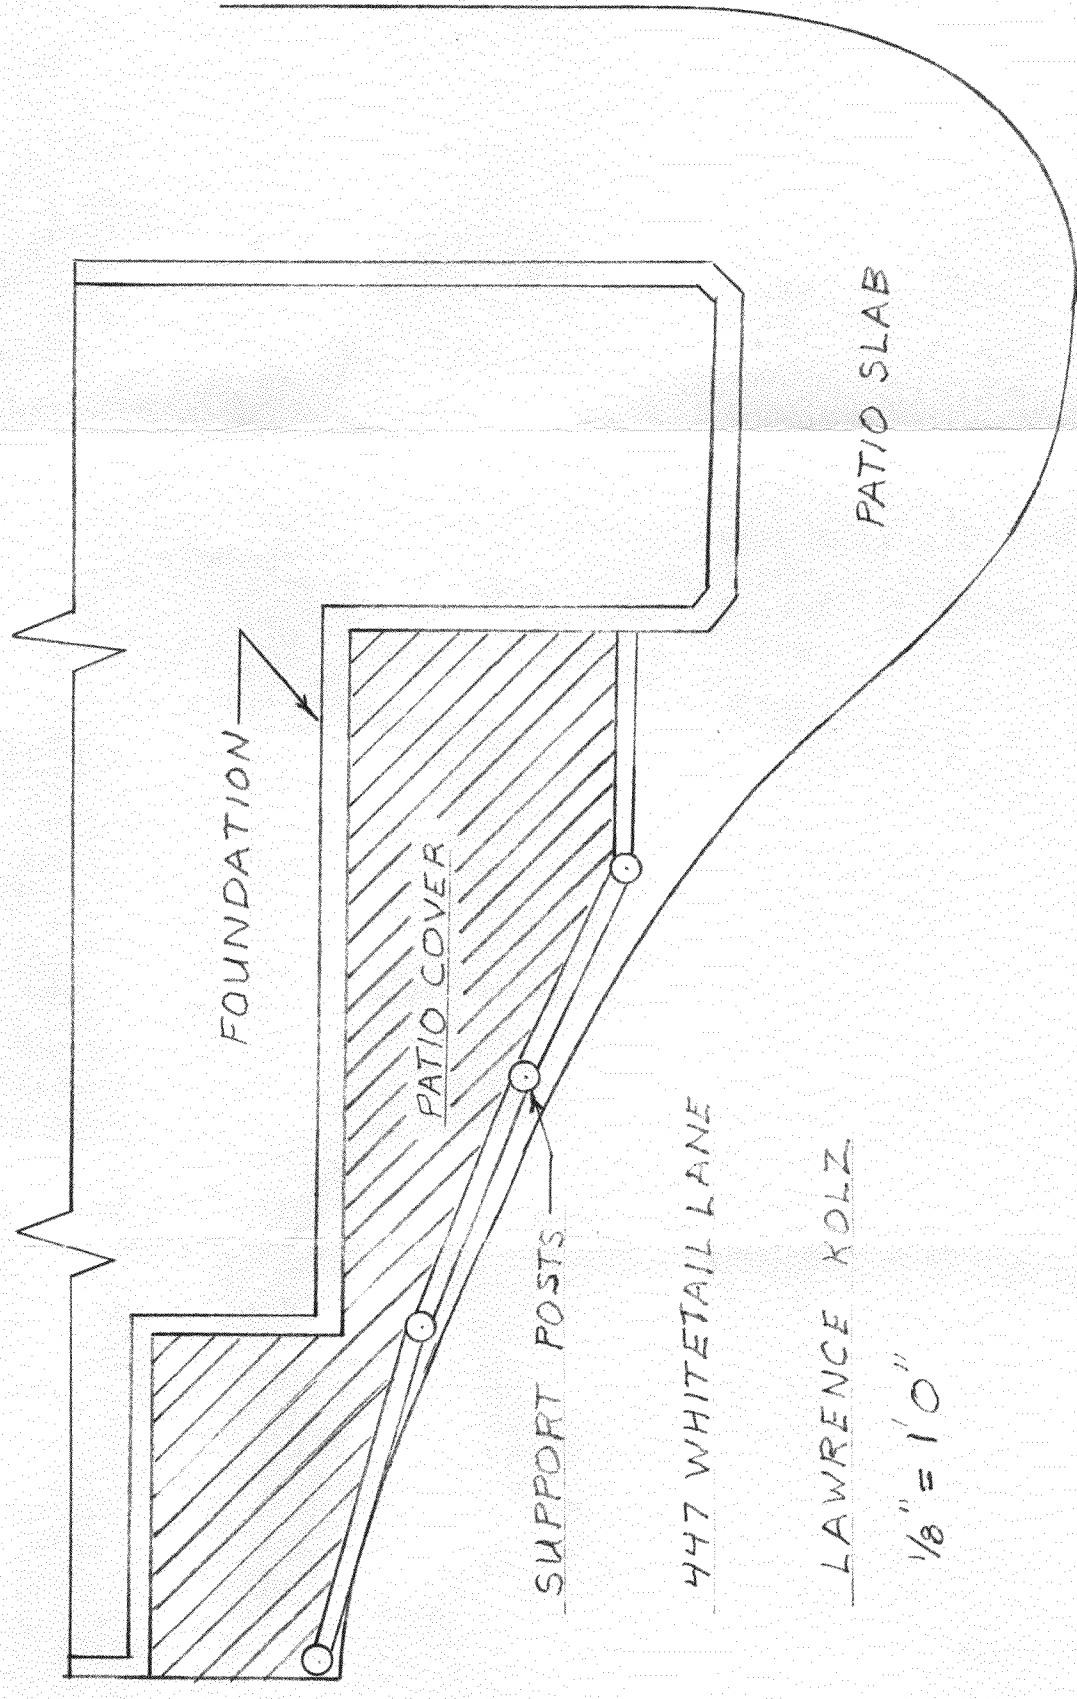 FOUNDATION
PATIO COVER
PATIO SLAB
SUPPORT POSTS
447 WHITETAIL LANE
LAWRENCE KOLZ
1/8" = 1'0"